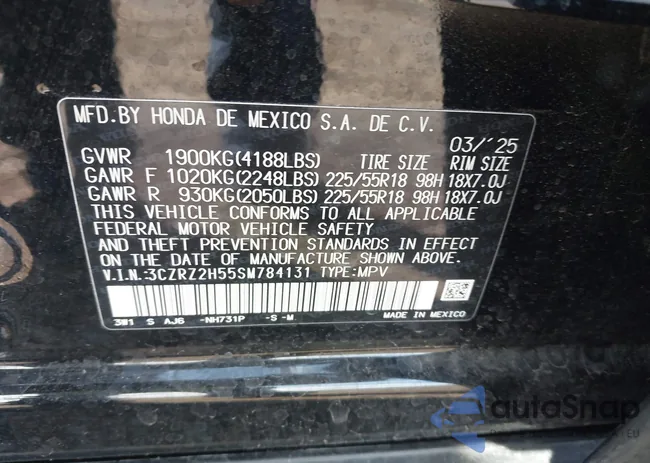 MFD.BY HONDA DE MEXICO S.A. DE C.V.
03/'25
GVWR 1900KG(4188LBS) TIRE SIZE RIM SIZE
GAWR F 1020KG(2248LBS) 225/55R18 98H 18X7.0J
GAWR R 930KG(2050LBS) 225/55R18 98H 18X7.0J
THIS VEHICLE CONFORMS TO ALL APPLICABLE
FEDERAL MOTOR VEHICLE SAFETY
AND THEFT PREVENTION STANDARDS IN EFFECT
ON THE DATE OF MANUFACTURE SHOWN ABOVE.
V.I.N.:3CZRZ2H55SM784131 TYPE:MPV
3W1 S AJ6 -NH731P -S -M
MADE IN MEXICO
autoSnap